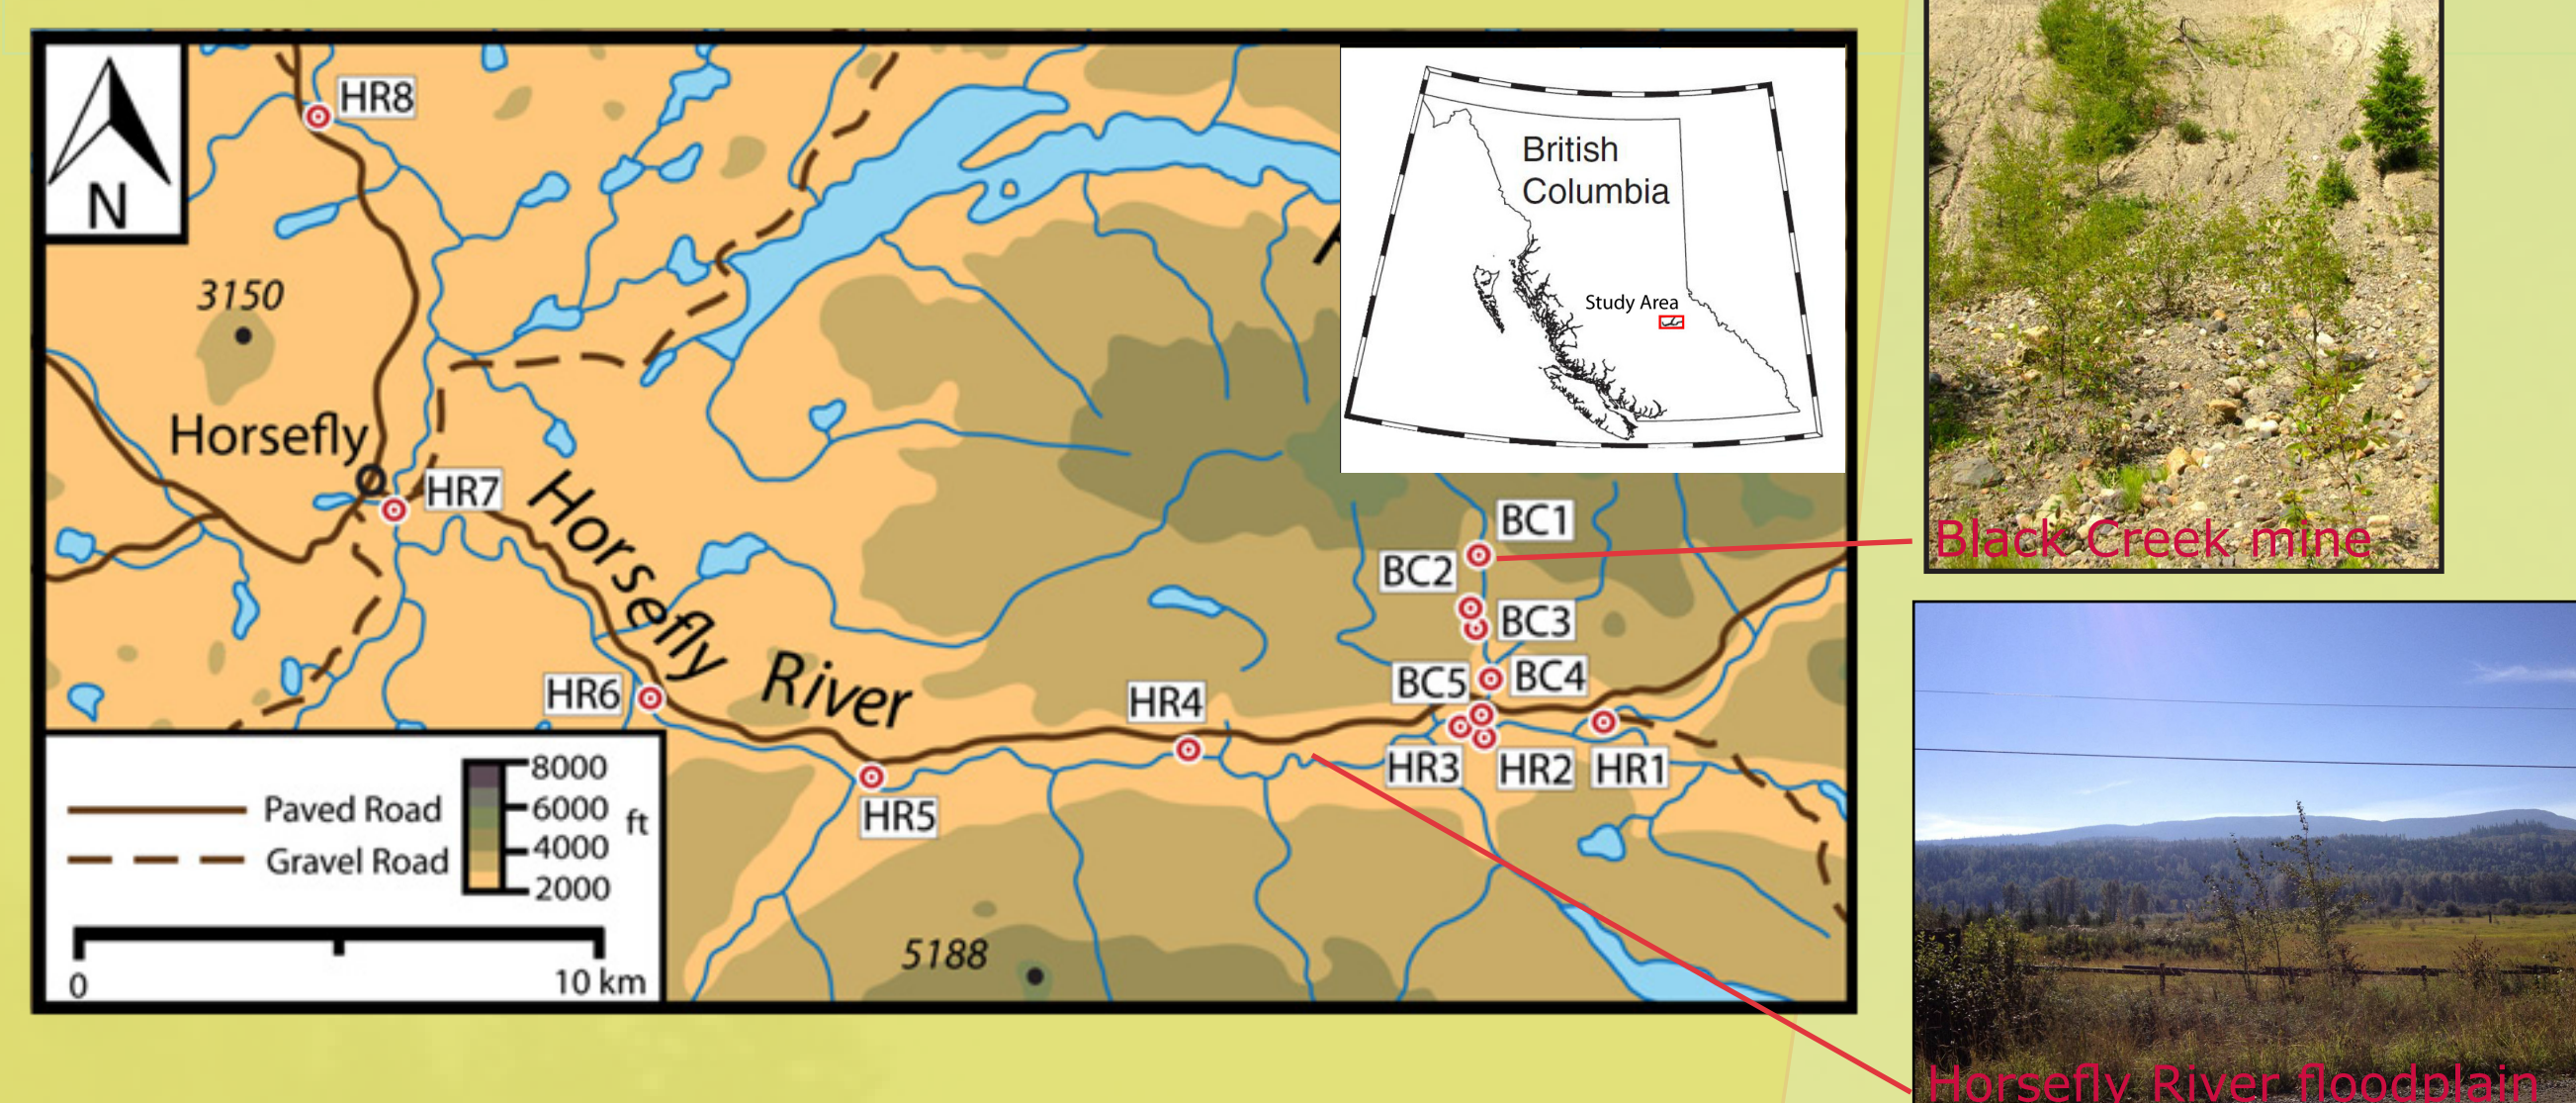 HR8
N
British
Columbia
Study Area
3150
Horsefly
HR7
Horsefly River
BC1
BC2
BC3
BC4
BC5
HR6
HR4
HR3
HR2
HR1
HR5
Paved Road
Gravel Road
8000
6000
4000
2000
ft
0
10 km
5188
Black Creek mine
Horsefly River floodplain